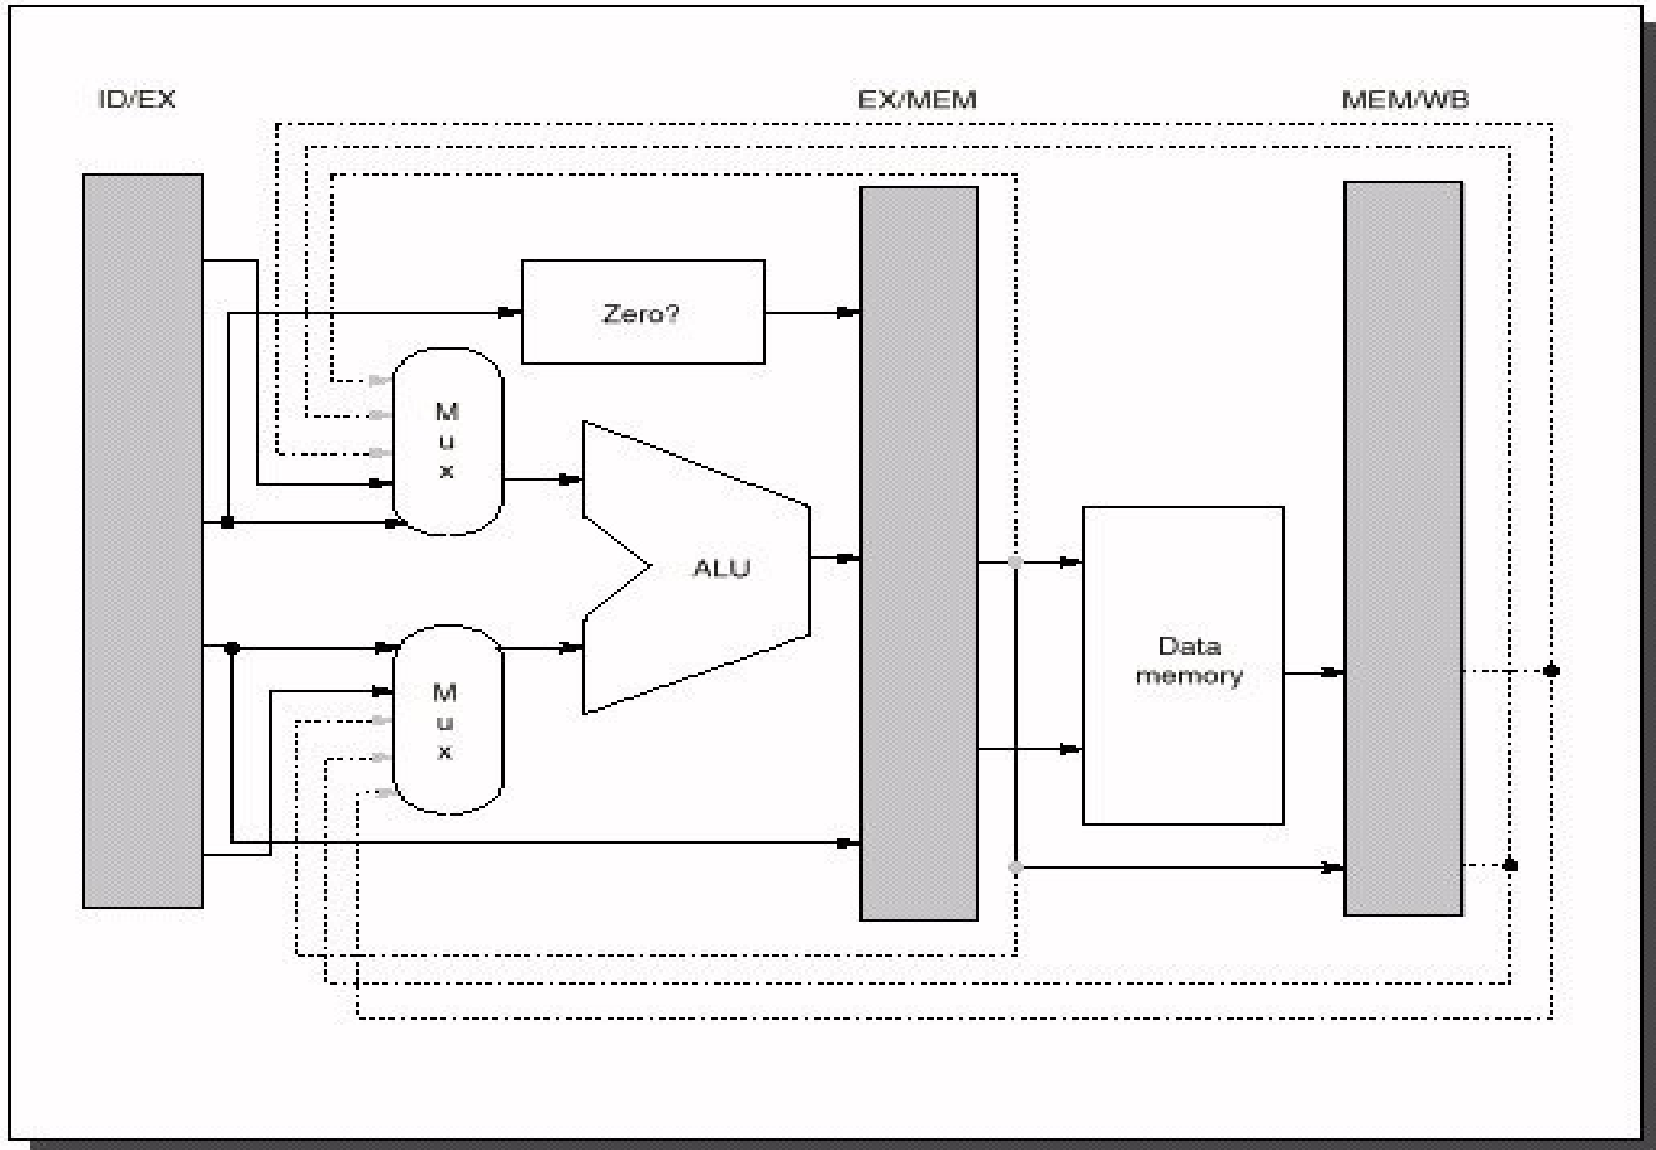 ID/EX
EX/MEM
MEM/WB
Zero?
M
u
x
ALU
M
u
x
Data
memory